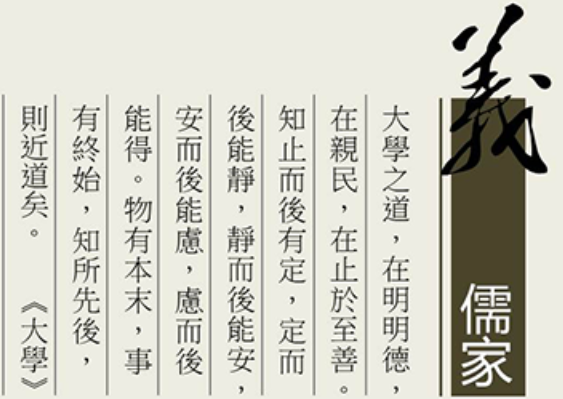 義
儒家
大學之道，在明明德，
在親民，在止於至善。
知止而後有定，定而
後能靜，靜而後能安，
安而後能慮，慮而後
能得。物有本末，事
有終始，知所先後，
則近道矣。 《大學》